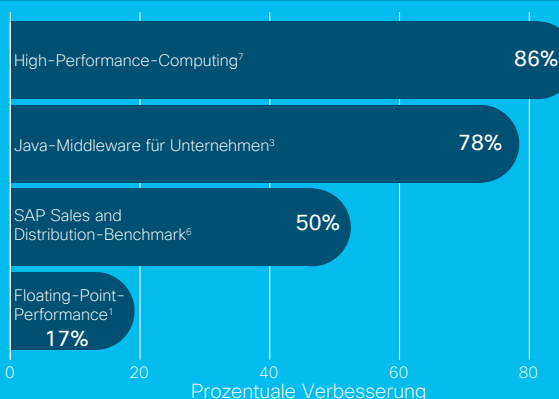 High-Performance-Computing⁷
86%
Java-Middleware für Unternehmen³
78%
SAP Sales and
Distribution-Benchmark⁶
50%
Floating-Point-
Performance¹
17%
0 20 40 60 80
Prozentuale Verbesserung